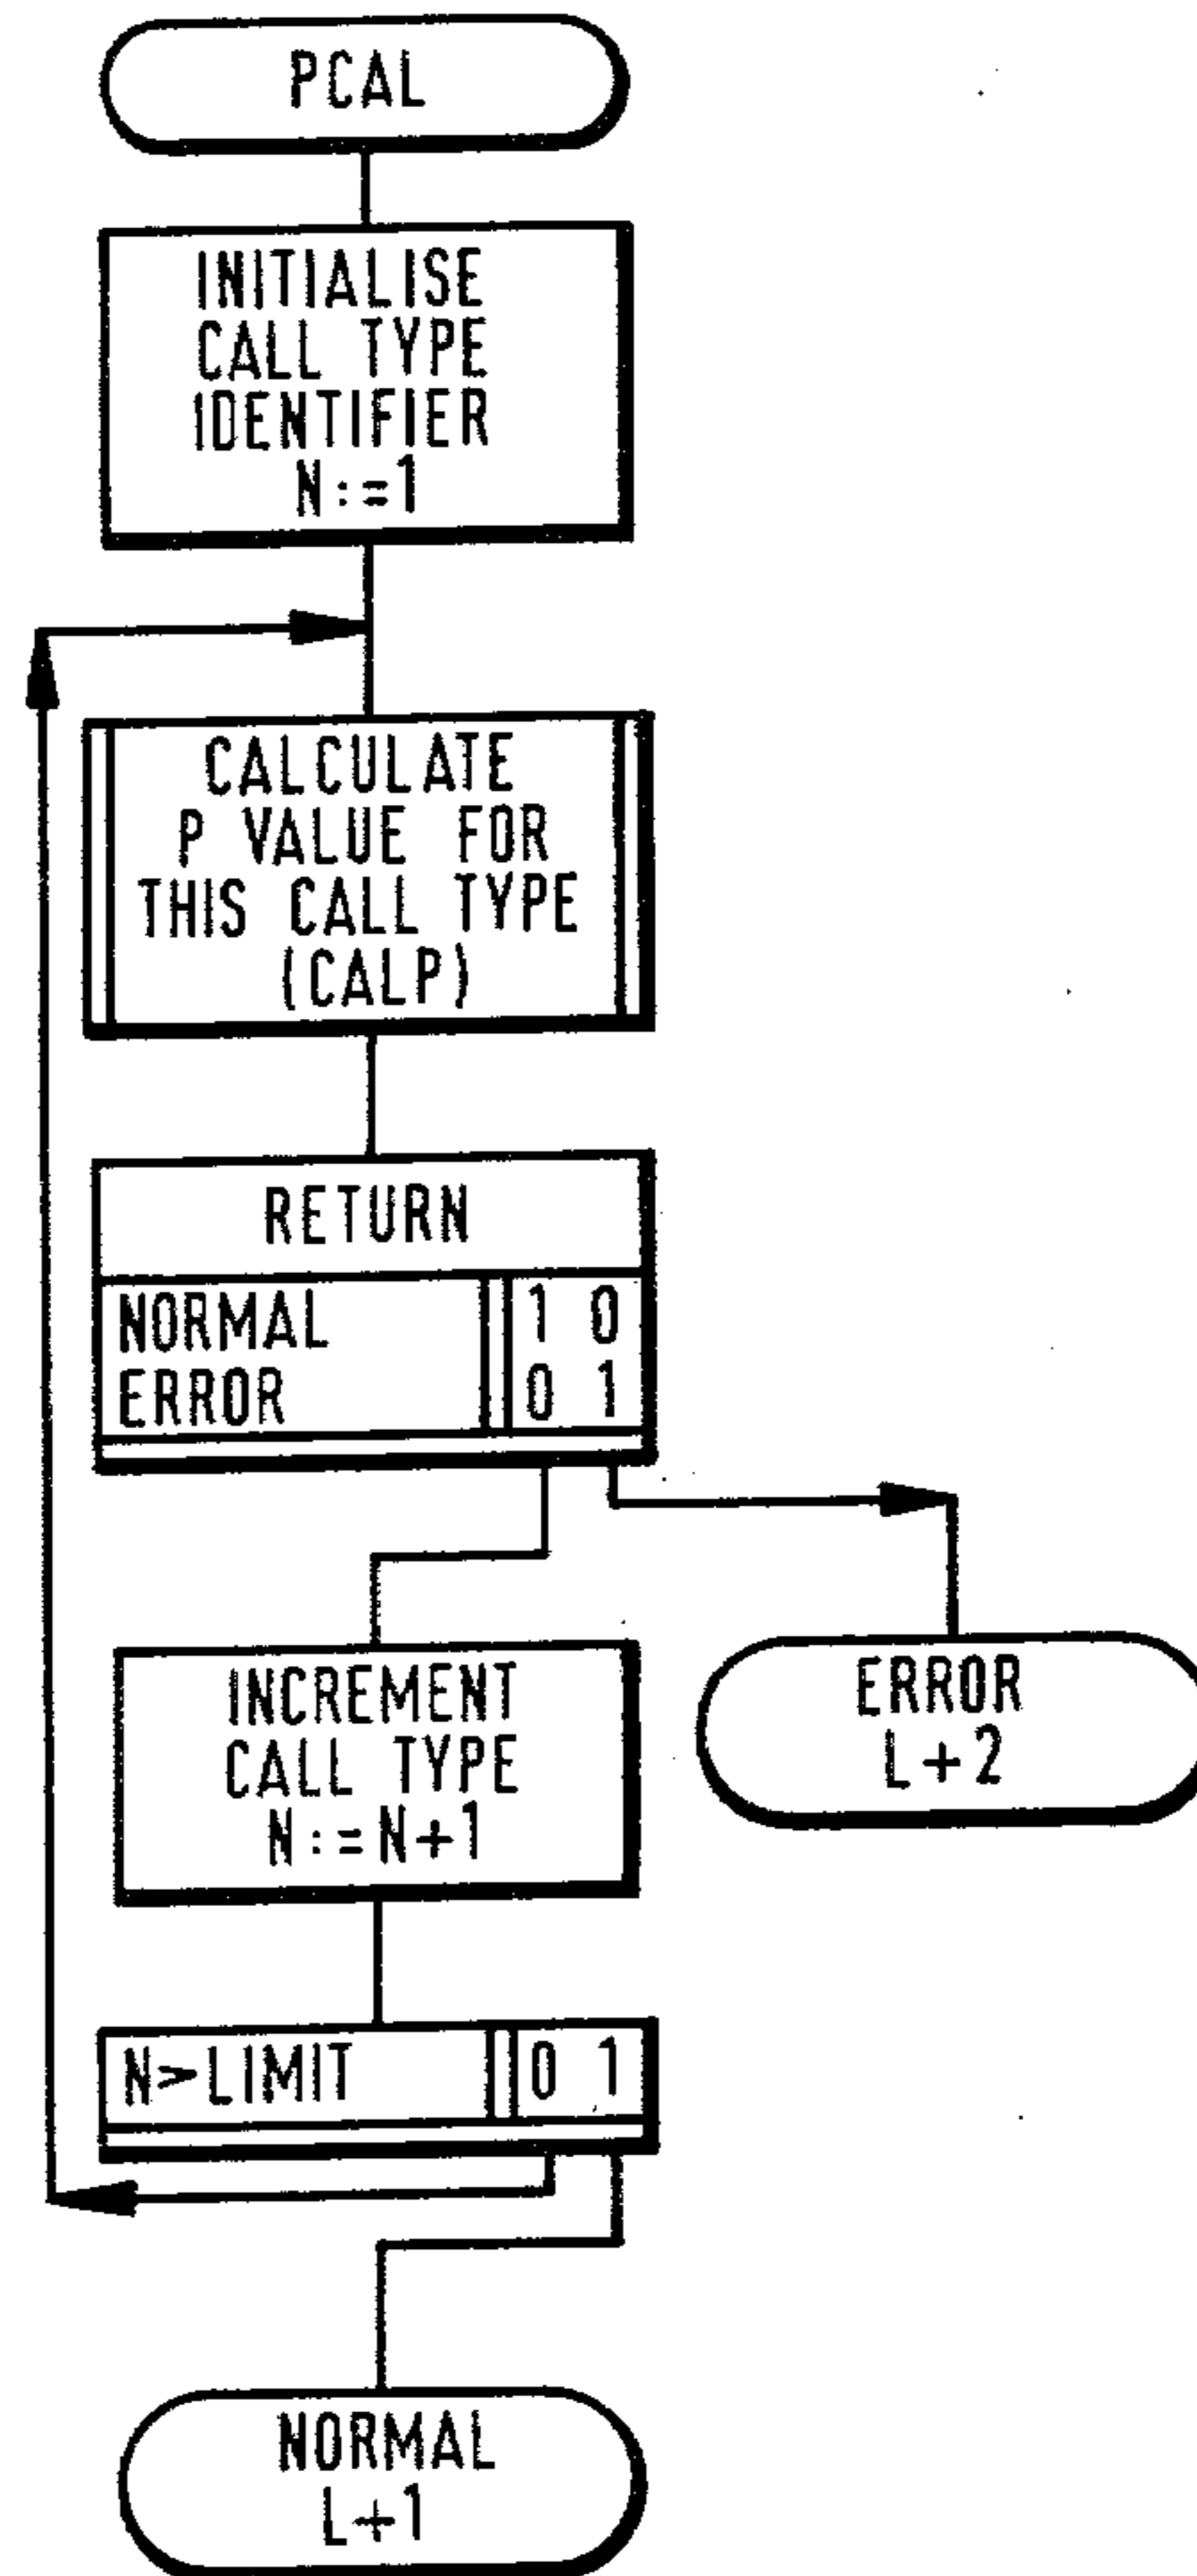 PCAL
INITIALISE
CALL TYPE
IDENTIFIER
N:=1
CALCULATE
P VALUE FOR
THIS CALL TYPE
(CALP)
RETURN
NORMAL 1 0
ERROR 0 1
INCREMENT
CALL TYPE
N:=N+1
ERROR
L+2
N>LIMIT 0 1
NORMAL
L+1